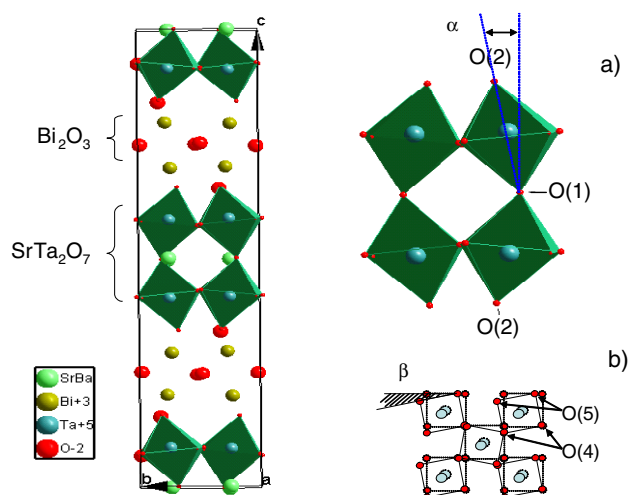 c
Bi₂O₃
SrTa₂O₇
SrBa
Bi+3
Ta+5
O-2
b
a
α
O(2)
a)
O(1)
O(2)
b)
β
O(5)
O(4)